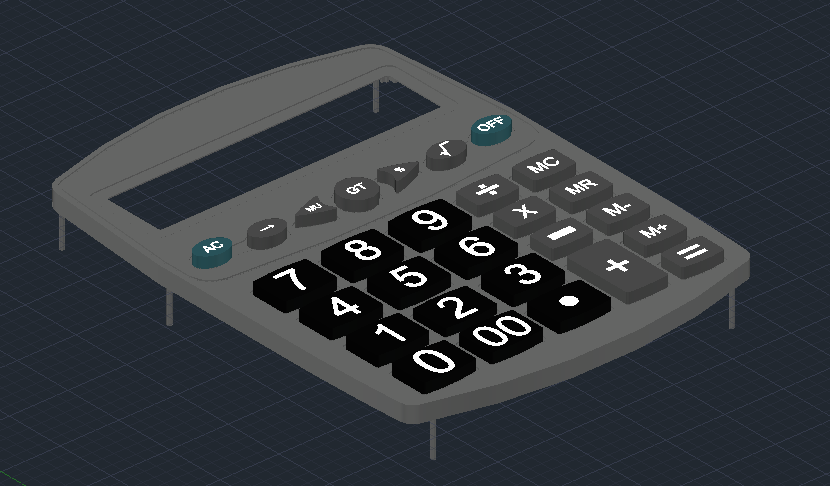 AC → MU GT % √ OFF
7 8 9 ÷ MC
4 5 6 X MR
1 2 3 − M-
0 00 • + M+
=